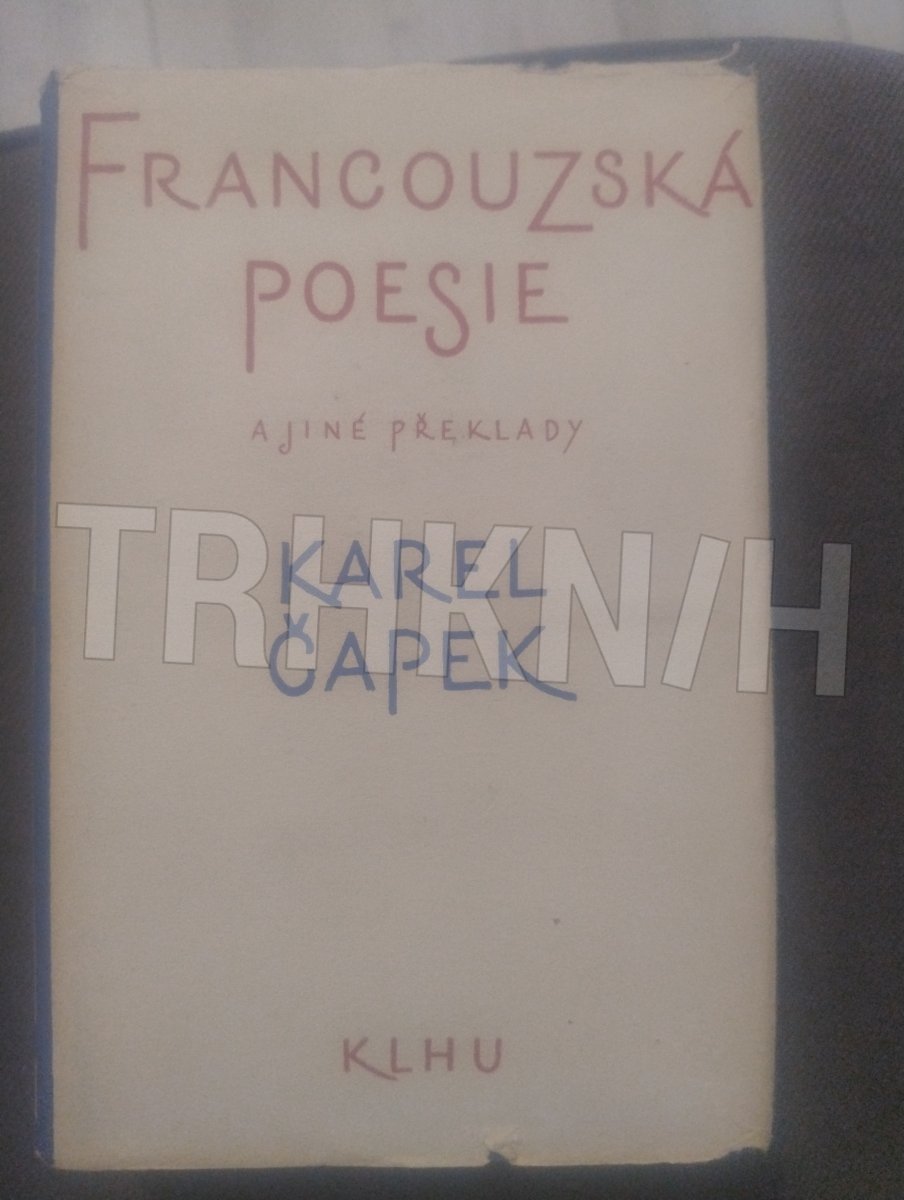 FRANCOUZSKÁ
POESIE
A JINÉ PŘEKLADY
TRHKNIH
KAREL
ČAPEK
KLHU